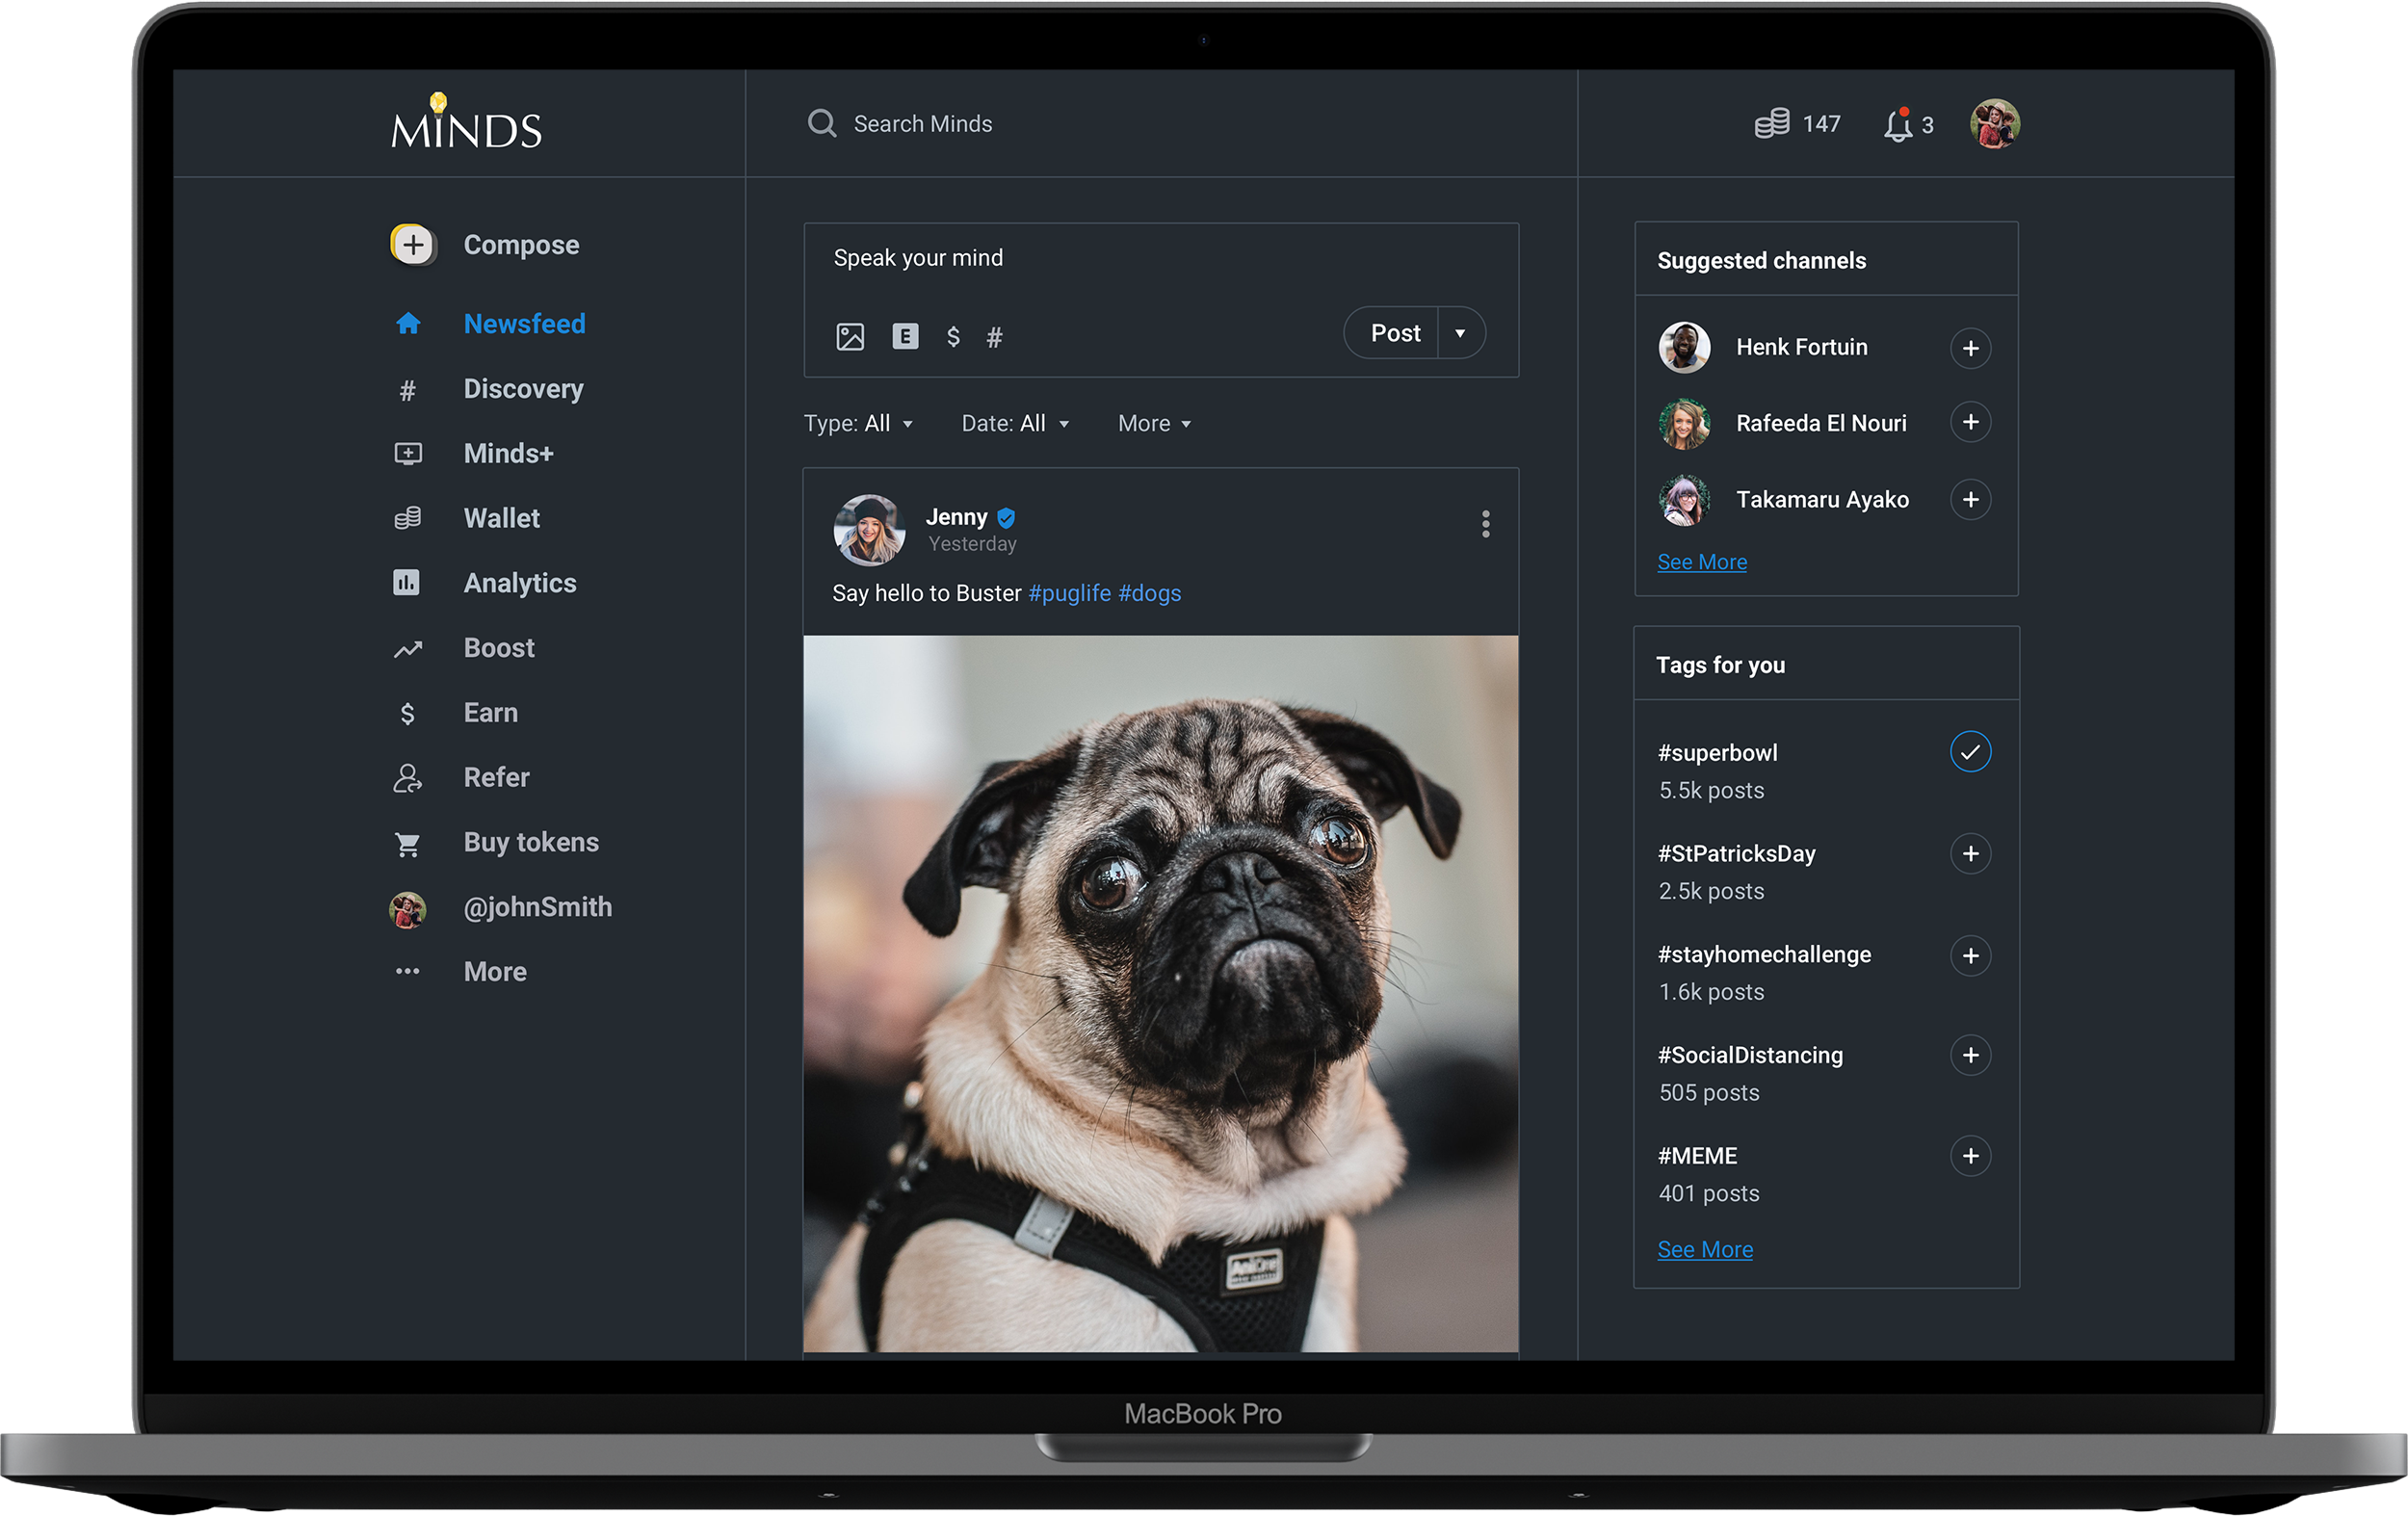 MINDS
Search Minds
147
3
Compose
Newsfeed
# Discovery
Minds+
Wallet
Analytics
Boost
$ Earn
Refer
Buy tokens
@johnSmith
More
Speak your mind
E $ #
Post
Type: All
Date: All
More
Jenny
Yesterday
Say hello to Buster #puglife #dogs
Suggested channels
Henk Fortuin
Rafeeda El Nouri
Takamaru Ayako
See More
Tags for you
#superbowl
5.5k posts
#StPatricksDay
2.5k posts
#stayhomechallenge
1.6k posts
#SocialDistancing
505 posts
#MEME
401 posts
See More
MacBook Pro